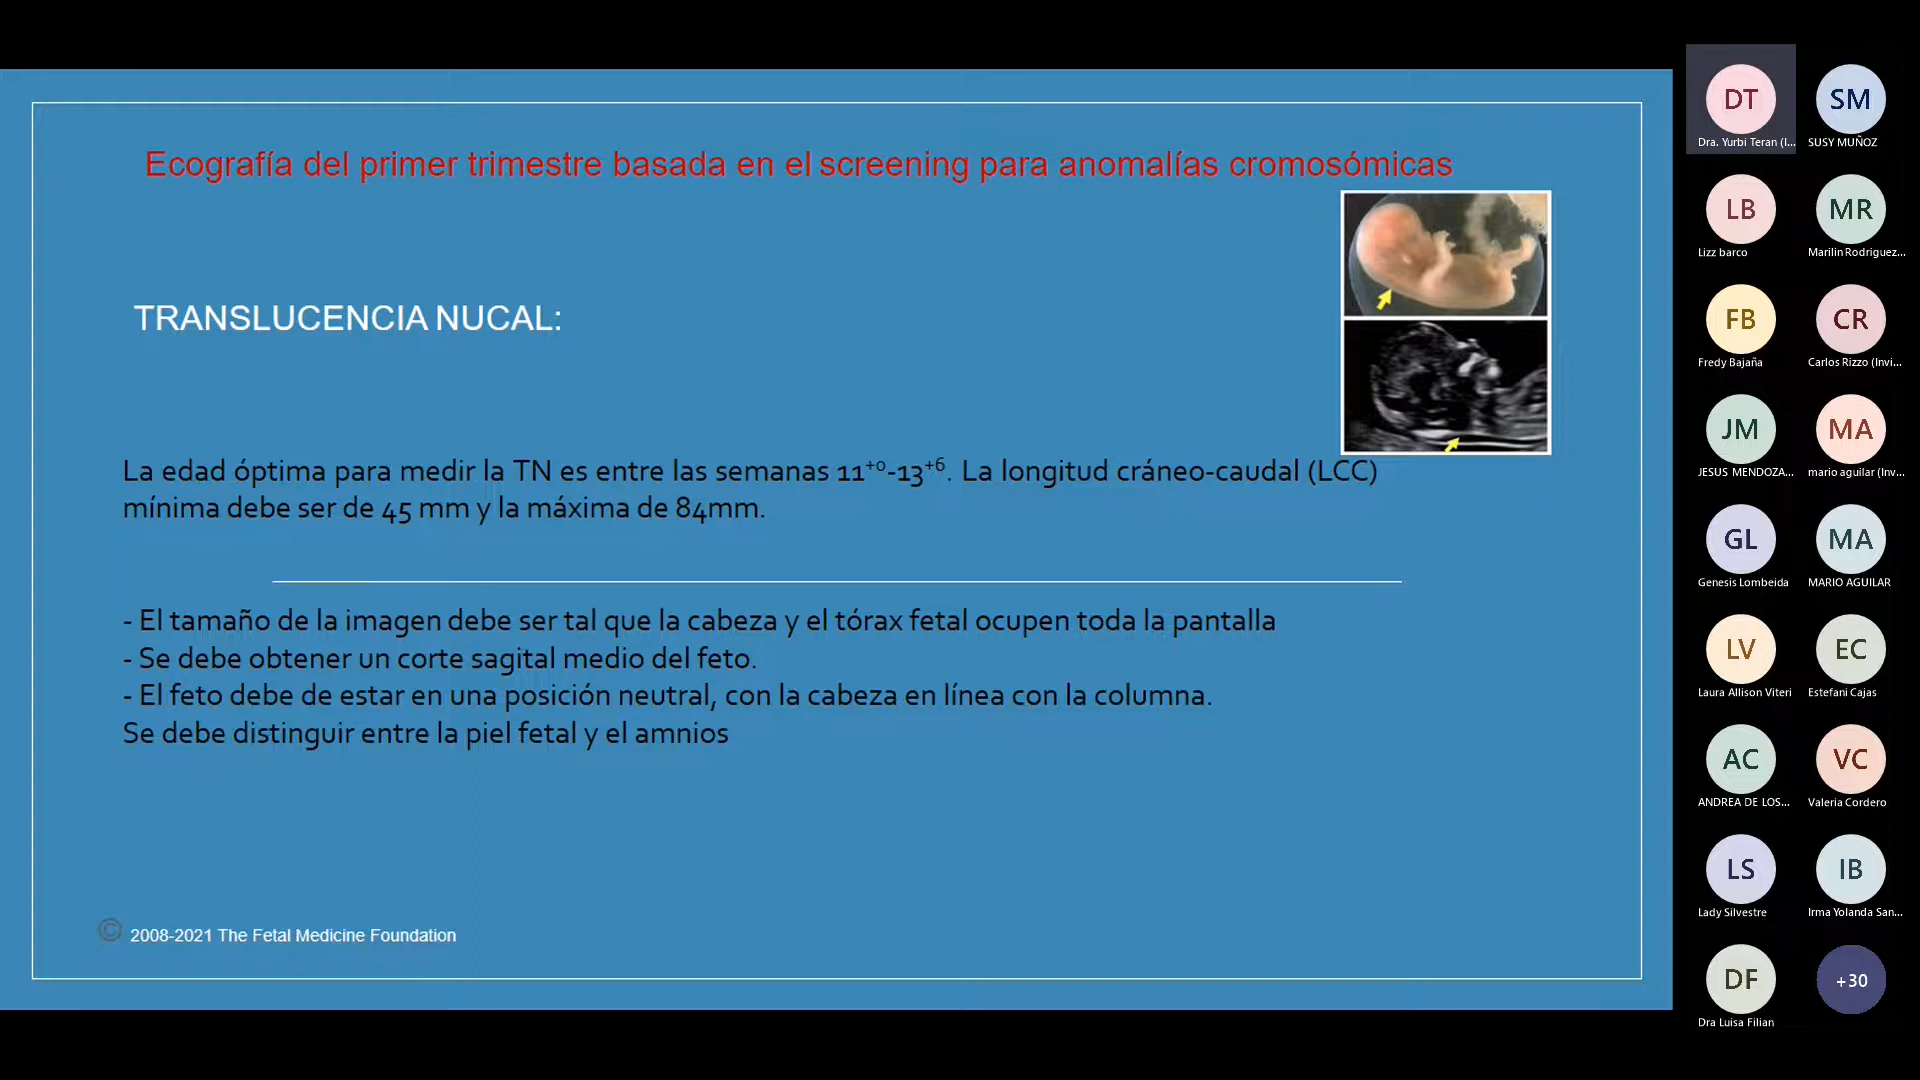 Ecografía del primer trimestre basada en el screening para anomalías cromosómicas
TRANSLUCENCIA NUCAL:
La edad óptima para medir la TN es entre las semanas 11⁺⁰-13⁺⁶. La longitud cráneo-caudal (LCC)
mínima debe ser de 45 mm y la máxima de 84mm.
- El tamaño de la imagen debe ser tal que la cabeza y el tórax fetal ocupen toda la pantalla
- Se debe obtener un corte sagital medio del feto.
- El feto debe de estar en una posición neutral, con la cabeza en línea con la columna.
Se debe distinguir entre la piel fetal y el amnios
© 2008-2021 The Fetal Medicine Foundation
DT SM
Dra. Yurbi Teran (I... SUSY MUÑOZ
LB MR
Lizz barco Marilin Rodriguez...
FB CR
Fredy Bajaña Carlos Rizzo (Invi...
JM MA
JESUS MENDOZA... mario aguilar (Inv...
GL MA
Genesis Lombeida MARIO AGUILAR
LV EC
Laura Allison Viteri Estefani Cajas
AC VC
ANDREA DE LOS... Valeria Cordero
LS IB
Lady Silvestre Irma Yolanda San...
DF +30
Dra Luisa Filian